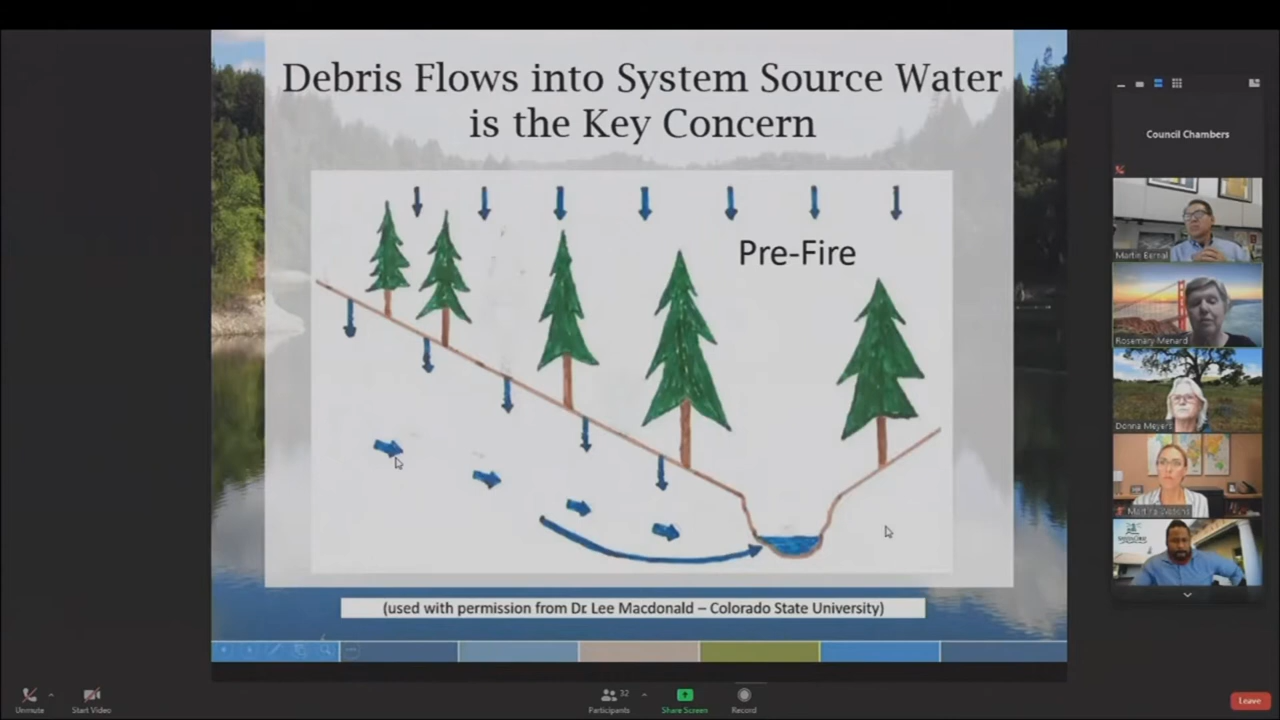 Debris Flows into System Source Water
is the Key Concern
Pre-Fire
(used with permission from Dr. Lee Macdonald – Colorado State University)
Council Chambers
Martin Bernal
Rosemary Menard
Donna Meyers
Unmute
Start Video
32
Participants
Share Screen
Record
Leave